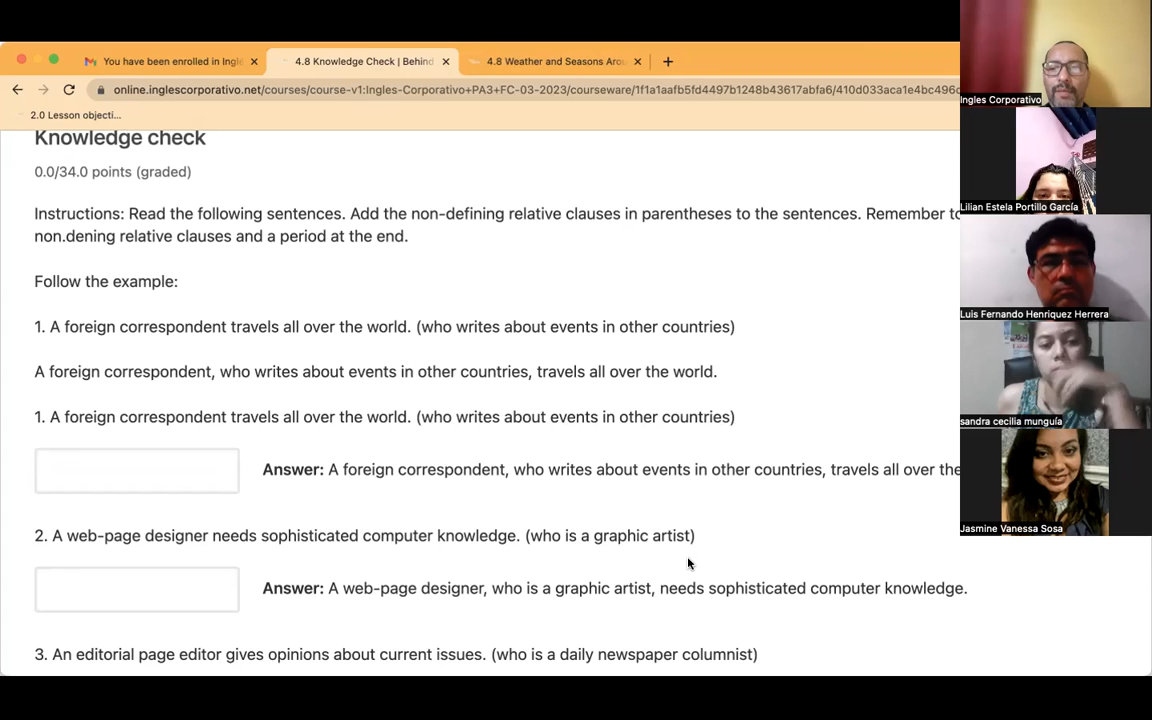 You have been enrolled in Ingl
4.8 Knowledge Check | Behind
4.8 Weather and Seasons Arou
online.inglescorporativo.net/courses/course-v1:Ingles-Corporativo+PA3+FC-03-2023/courseware/1f1a1aafb5fd4497b1248b43617abfa6/410d033aca1e4bc496c
2.0 Lesson objecti...
Knowledge check
0.0/34.0 points (graded)
Instructions: Read the following sentences. Add the non-defining relative clauses in parentheses to the sentences. Remember to
non.dening relative clauses and a period at the end.
Follow the example:
1. A foreign correspondent travels all over the world. (who writes about events in other countries)
A foreign correspondent, who writes about events in other countries, travels all over the world.
1. A foreign correspondent travels all over the world. (who writes about events in other countries)
Answer: A foreign correspondent, who writes about events in other countries, travels all over the
2. A web-page designer needs sophisticated computer knowledge. (who is a graphic artist)
Answer: A web-page designer, who is a graphic artist, needs sophisticated computer knowledge.
3. An editorial page editor gives opinions about current issues. (who is a daily newspaper columnist)
Ingles Corporativo
Lilian Estela Portillo García
Luis Fernando Henriquez Herrera
sandra cecilia munguía
Jasmine Vanessa Sosa